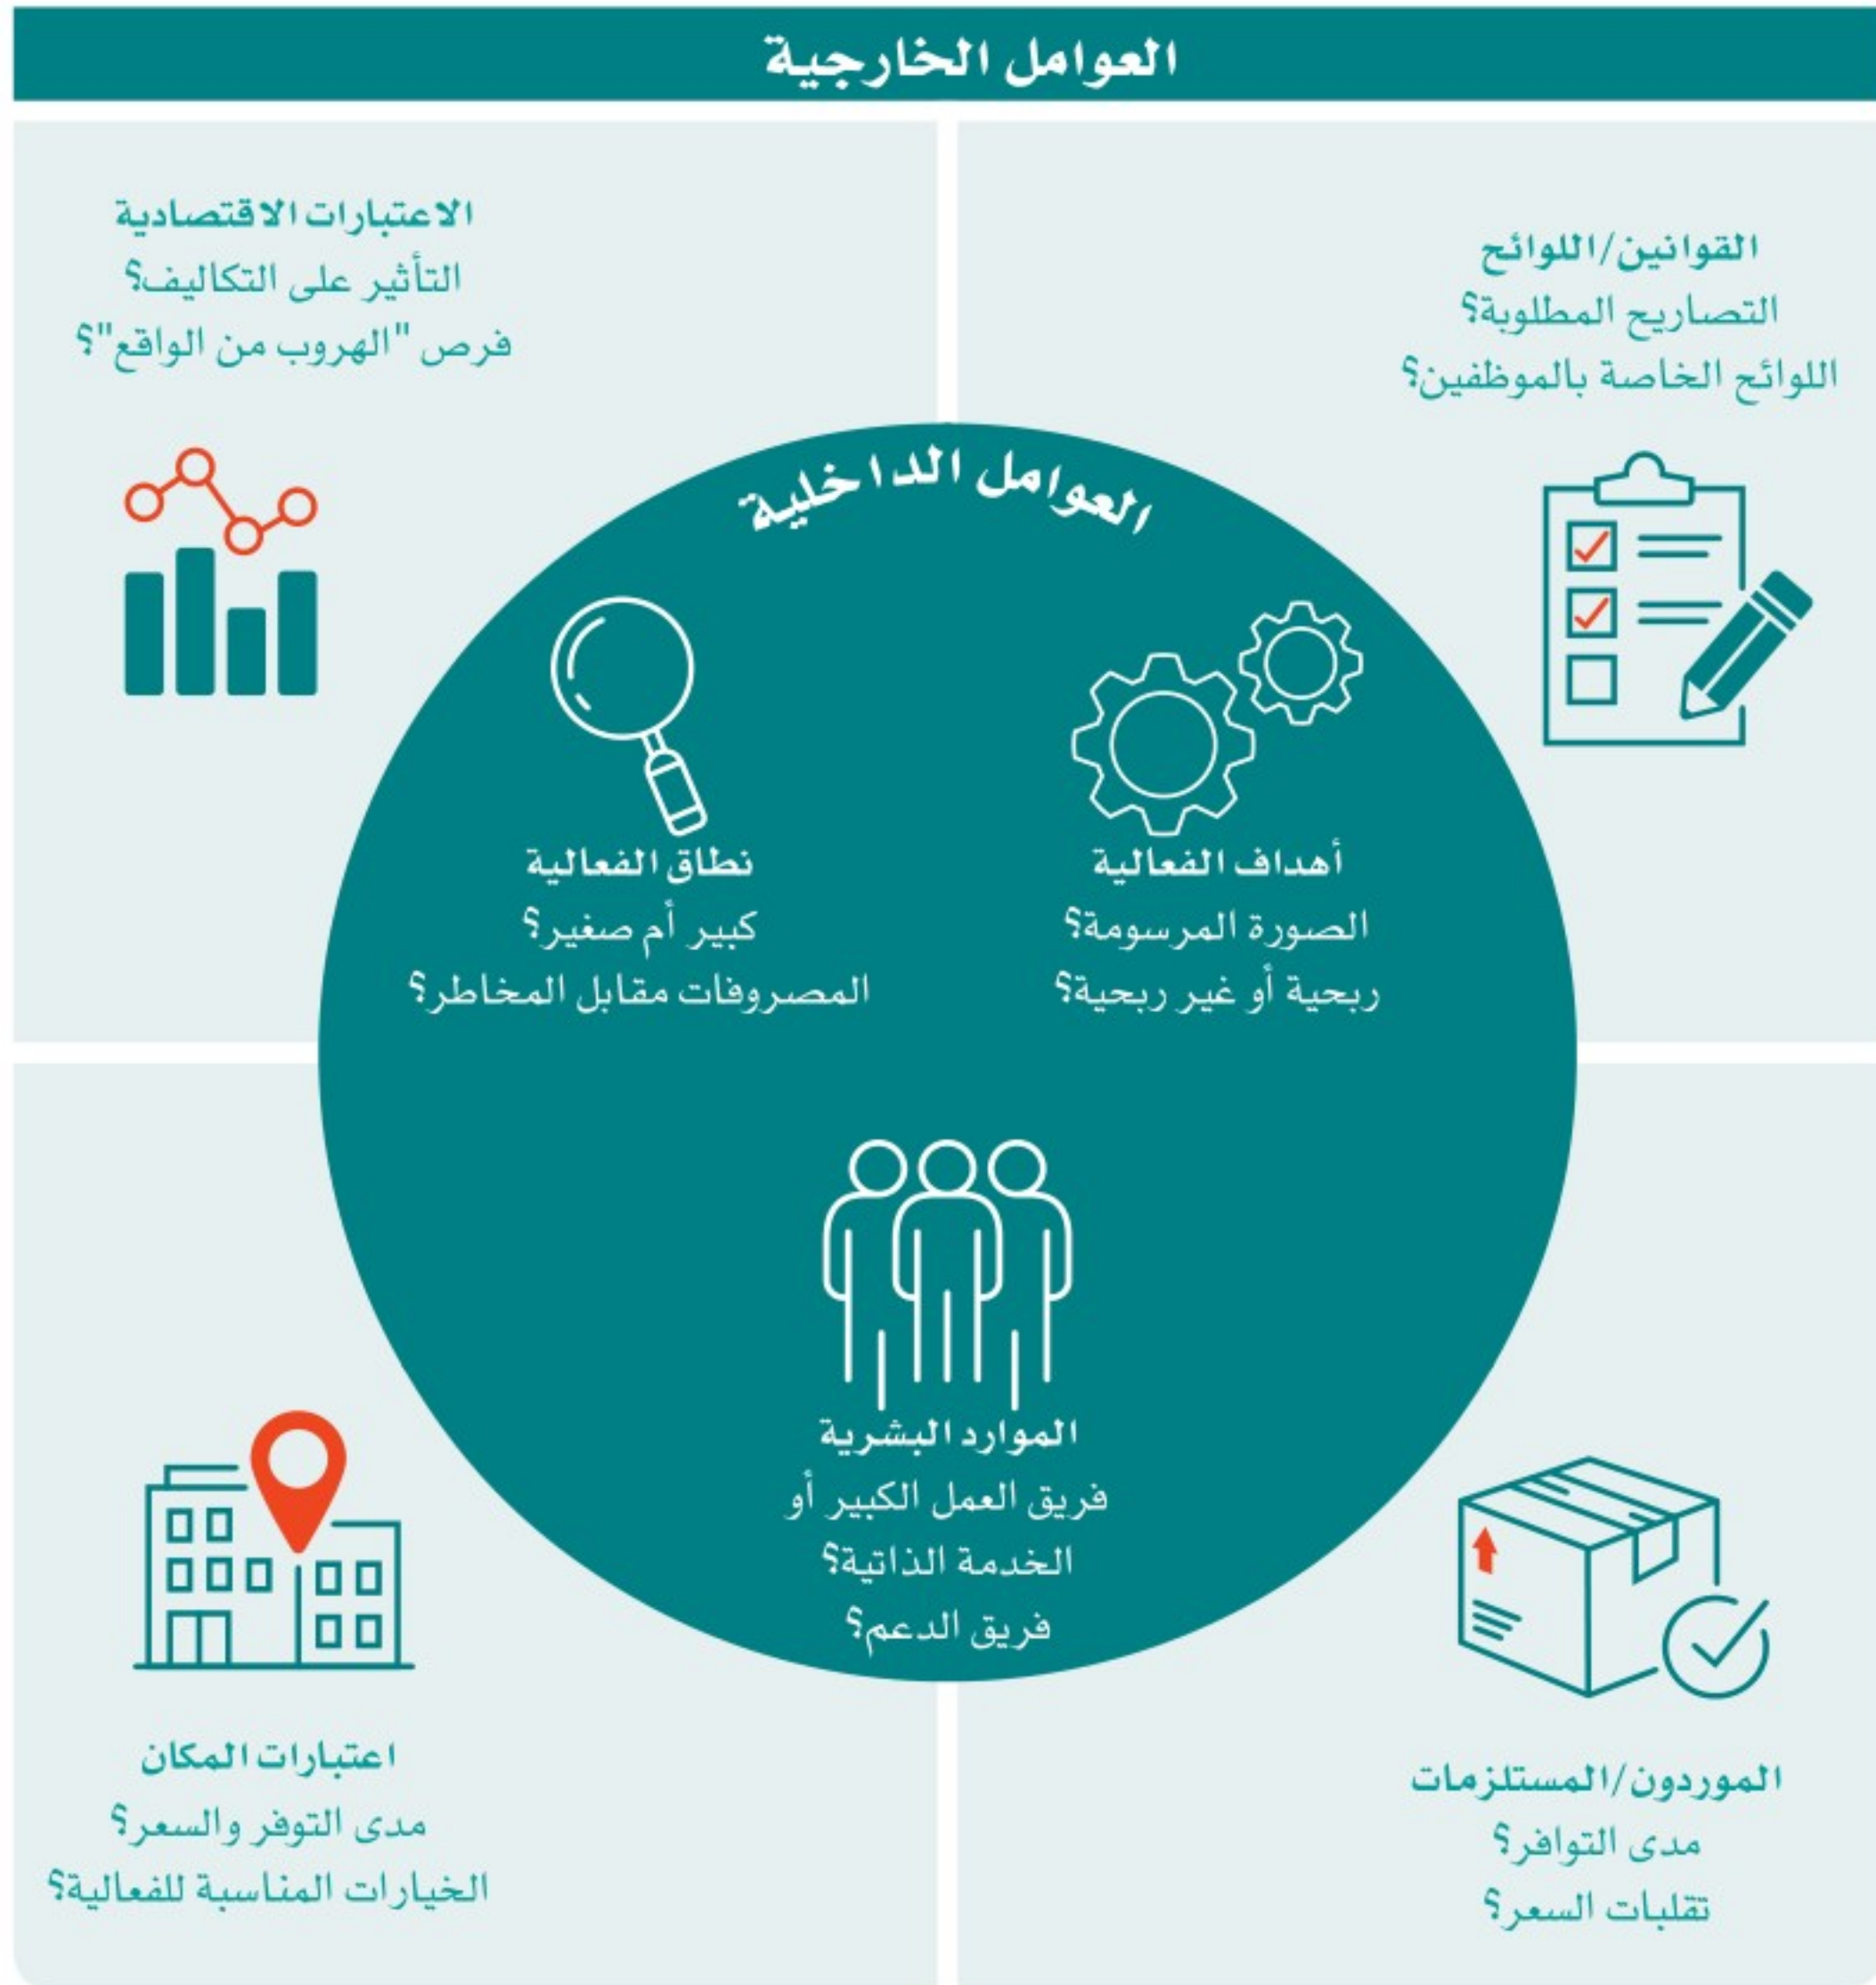 العوامل الخارجية
القوانين/اللوائح
التصاريح المطلوبة؟
اللوائح الخاصة بالموظفين؟
الاعتبارات الاقتصادية
التأثير على التكاليف؟
فرص "الهروب من الواقع"؟
العوامل الداخلية
أهداف الفعالية
الصورة المرسومة؟
ربحية أو غير ربحية؟
نطاق الفعالية
كبير أم صغير؟
المصروفات مقابل المخاطر؟
الموارد البشرية
فريق العمل الكبير أو
الخدمة الذاتية؟
فريق الدعم؟
الموردون/المستلزمات
مدى التوافر؟
تقلبات السعر؟
اعتبارات المكان
مدى التوفر والسعر؟
الخيارات المناسبة للفعالية؟